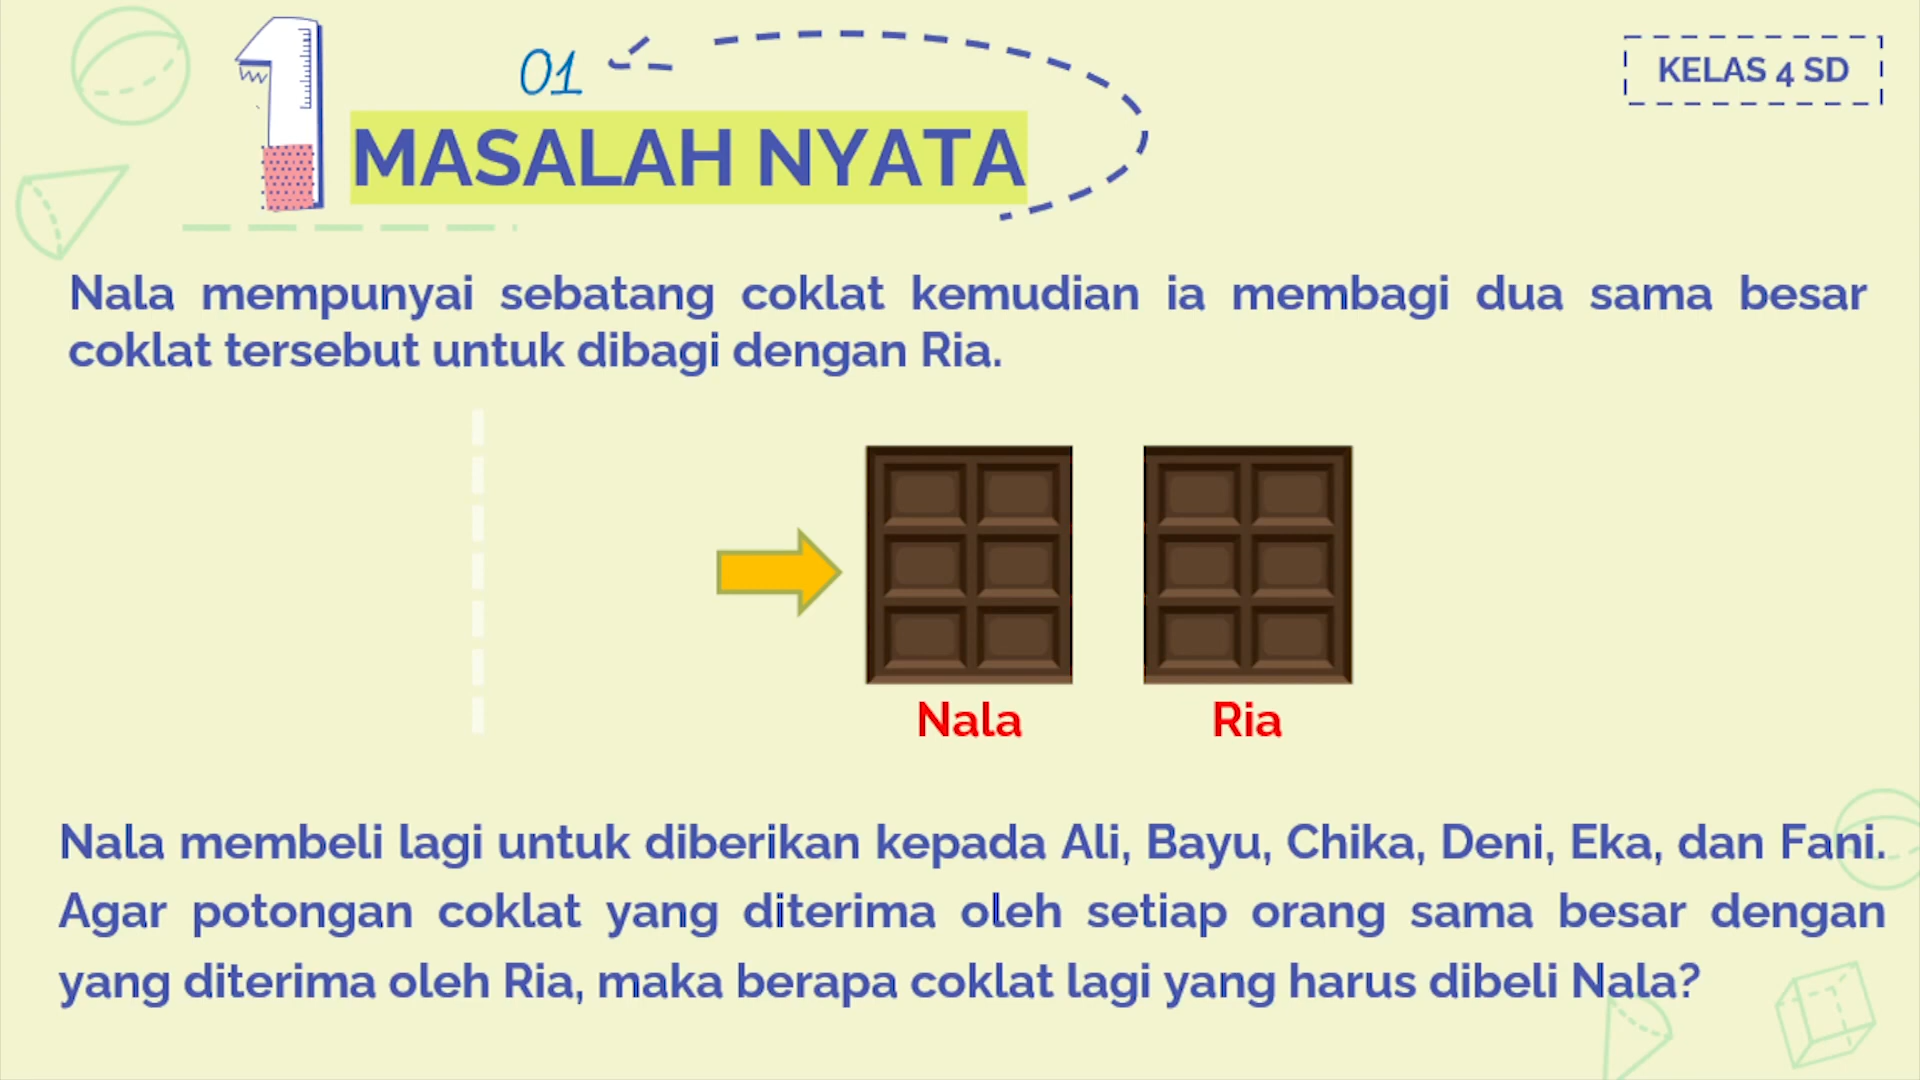 01
KELAS 4 SD
MASALAH NYATA
Nala mempunyai sebatang coklat kemudian ia membagi dua sama besar
coklat tersebut untuk dibagi dengan Ria.
Nala
Ria
Nala membeli lagi untuk diberikan kepada Ali, Bayu, Chika, Deni, Eka, dan Fani.
Agar potongan coklat yang diterima oleh setiap orang sama besar dengan
yang diterima oleh Ria, maka berapa coklat lagi yang harus dibeli Nala?